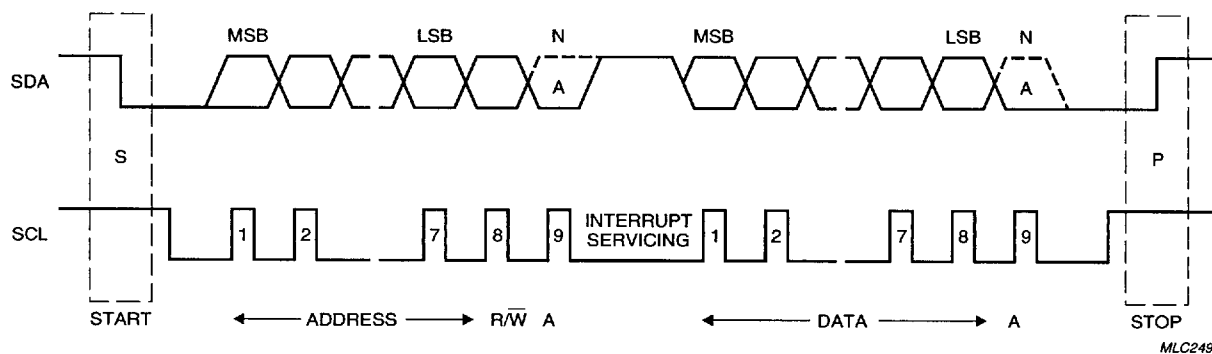 MSB LSB N MSB LSB N
SDA A A
S P
SCL 1 2 7 8 9 INTERRUPT SERVICING 1 2 7 8 9
START ADDRESS R/W̅ A DATA A STOP
MLC249